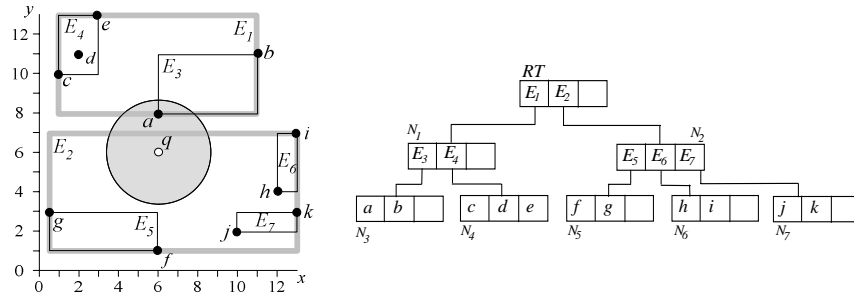 y
12
10
8
6
4
2
0
0 2 4 6 8 10 12 x
e
E4
d
c
E1
b
E3
a
q
E2
i
E6
h
g
E5
E7
k
j
f
RT
E1 E2
N1
E3 E4
N2
E5 E6 E7
a b
N3
c d e
N4
f g
N5
h i
N6
j k
N7